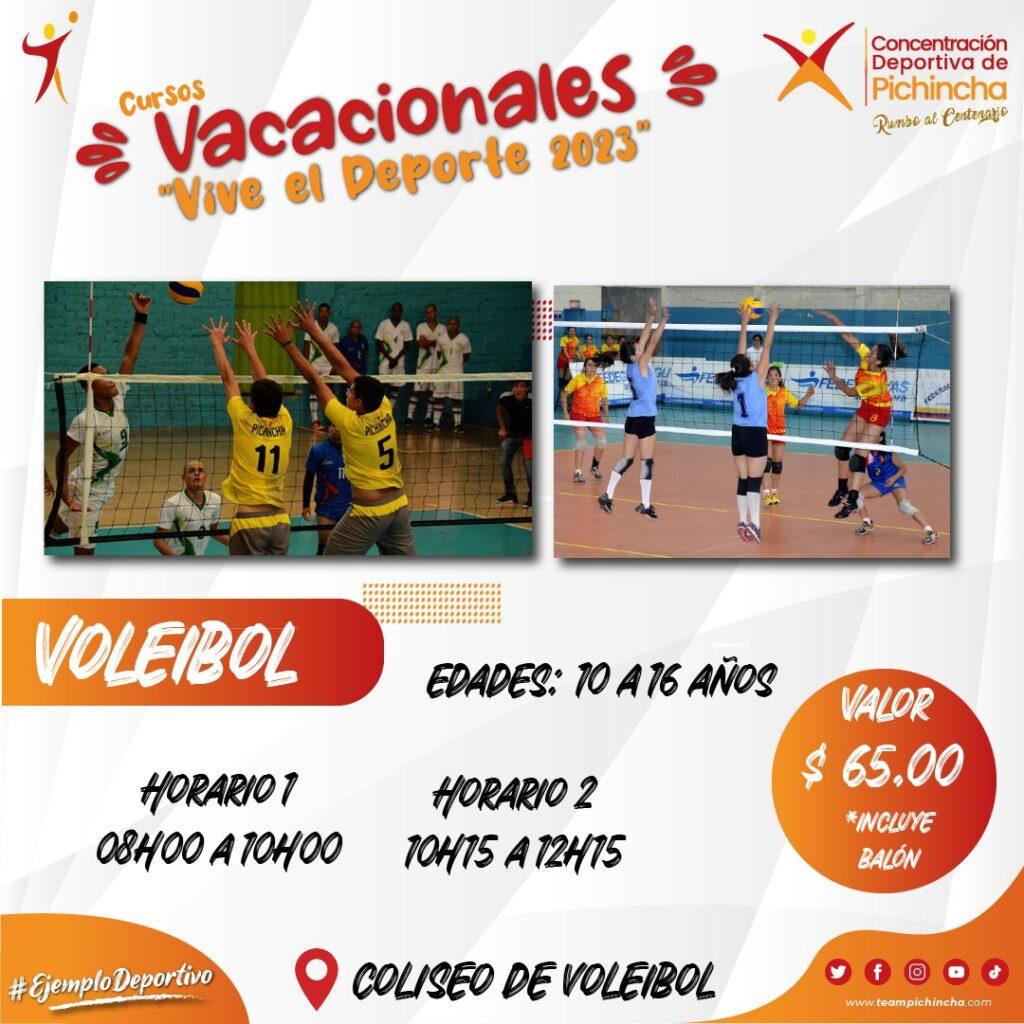 Cursos
Vacacionales
"Vive el Deporte 2023"
Concentración
Deportiva de
Pichincha
Rumbo al Centenario
19
PICHINCHA
11
PICHINCHA
5
1
8
VOLEIBOL
EDADES: 10 A 16 AÑOS
VALOR
$ 65.00
*INCLUYE
BALÓN
HORARIO 1
08H00 A 10H00
HORARIO 2
10H15 A 12H15
#EjemploDeportivo
COLISEO DE VOLEIBOL
www.teampichincha.com